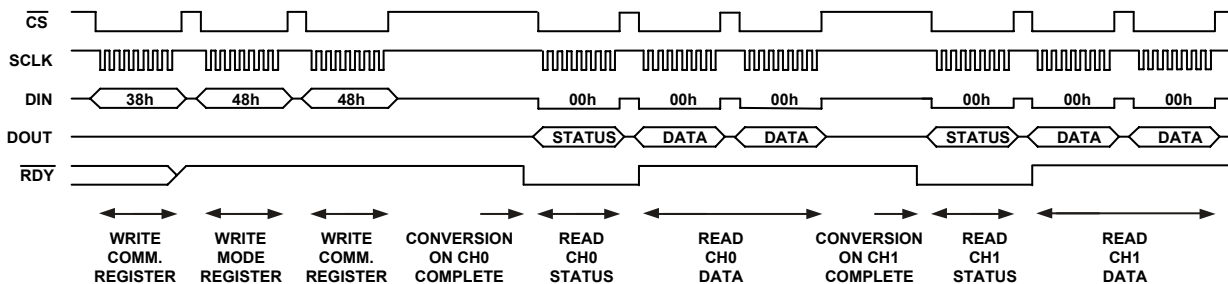 CS
SCLK
DIN 38h 48h 48h 00h 00h 00h 00h 00h 00h
DOUT STATUS DATA DATA STATUS DATA DATA
RDY
WRITE COMM. REGISTER
WRITE MODE REGISTER
WRITE COMM. REGISTER
CONVERSION ON CH0 COMPLETE
READ CH0 STATUS
READ CH0 DATA
CONVERSION ON CH1 COMPLETE
READ CH1 STATUS
READ CH1 DATA